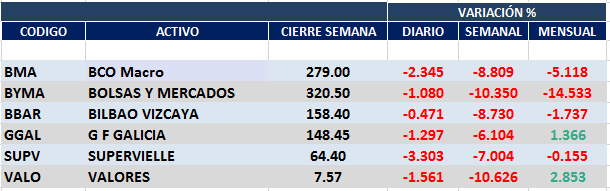 VARIACIÓN %
CODIGO ACTIVO CIERRE SEMANA DIARIO SEMANAL MENSUAL
BMA BCO Macro 279.00 -2.345 -8.809 -5.118
BYMA BOLSAS Y MERCADOS 320.50 -1.080 -10.350 -14.533
BBAR BILBAO VIZCAYA 158.40 -0.471 -8.730 -1.737
GGAL G F GALICIA 148.45 -1.297 -6.104 1.366
SUPV SUPERVIELLE 64.40 -3.303 -7.004 -0.155
VALO VALORES 7.57 -1.561 -10.626 2.853